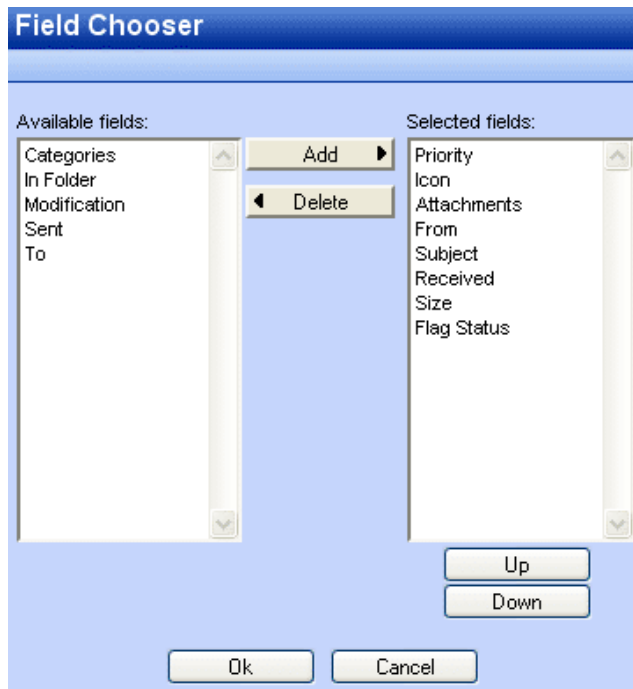 Field Chooser
Available fields:
Categories
In Folder
Modification
Sent
To
Add
Delete
Selected fields:
Priority
Icon
Attachments
From
Subject
Received
Size
Flag Status
Up
Down
Ok
Cancel